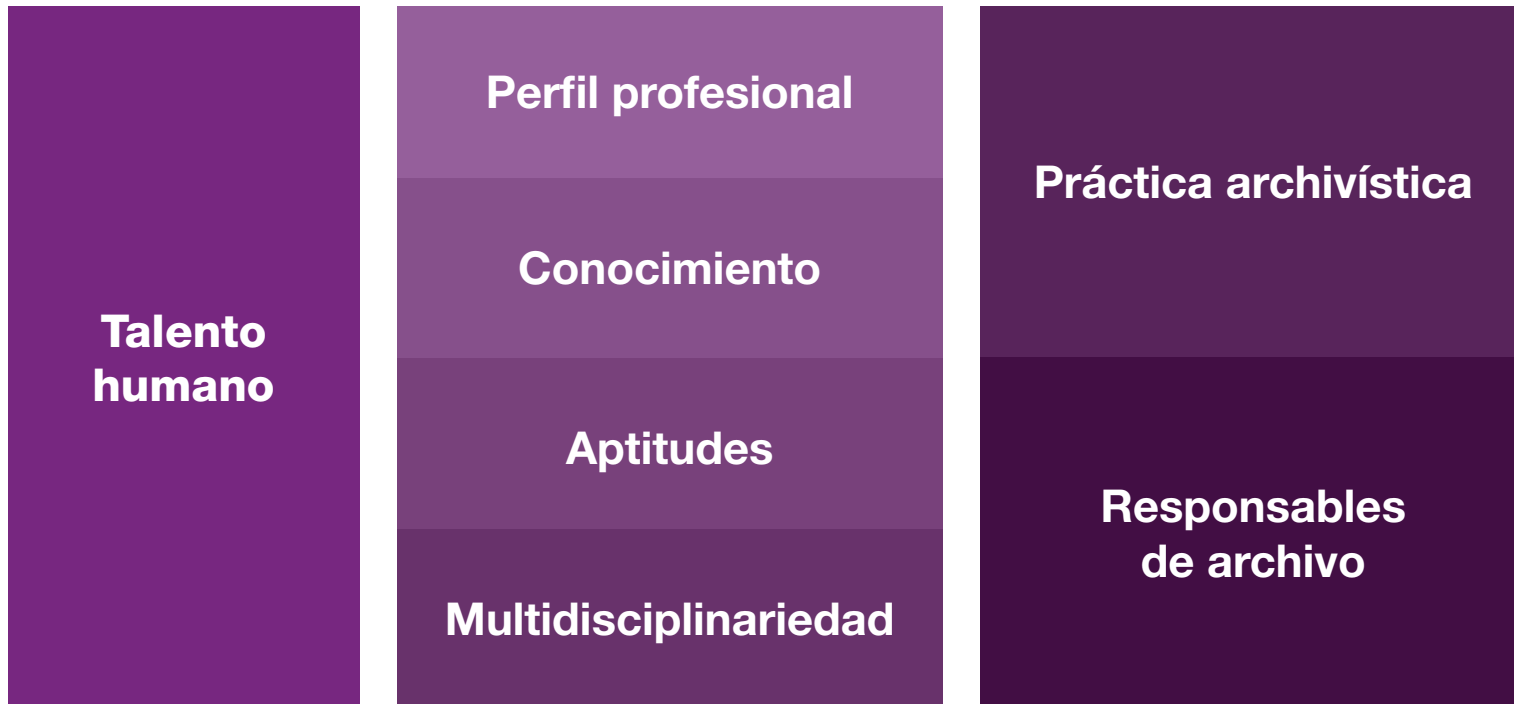 Talento
humano
Perfil profesional
Conocimiento
Aptitudes
Multidisciplinariedad
Práctica archivística
Responsables
de archivo